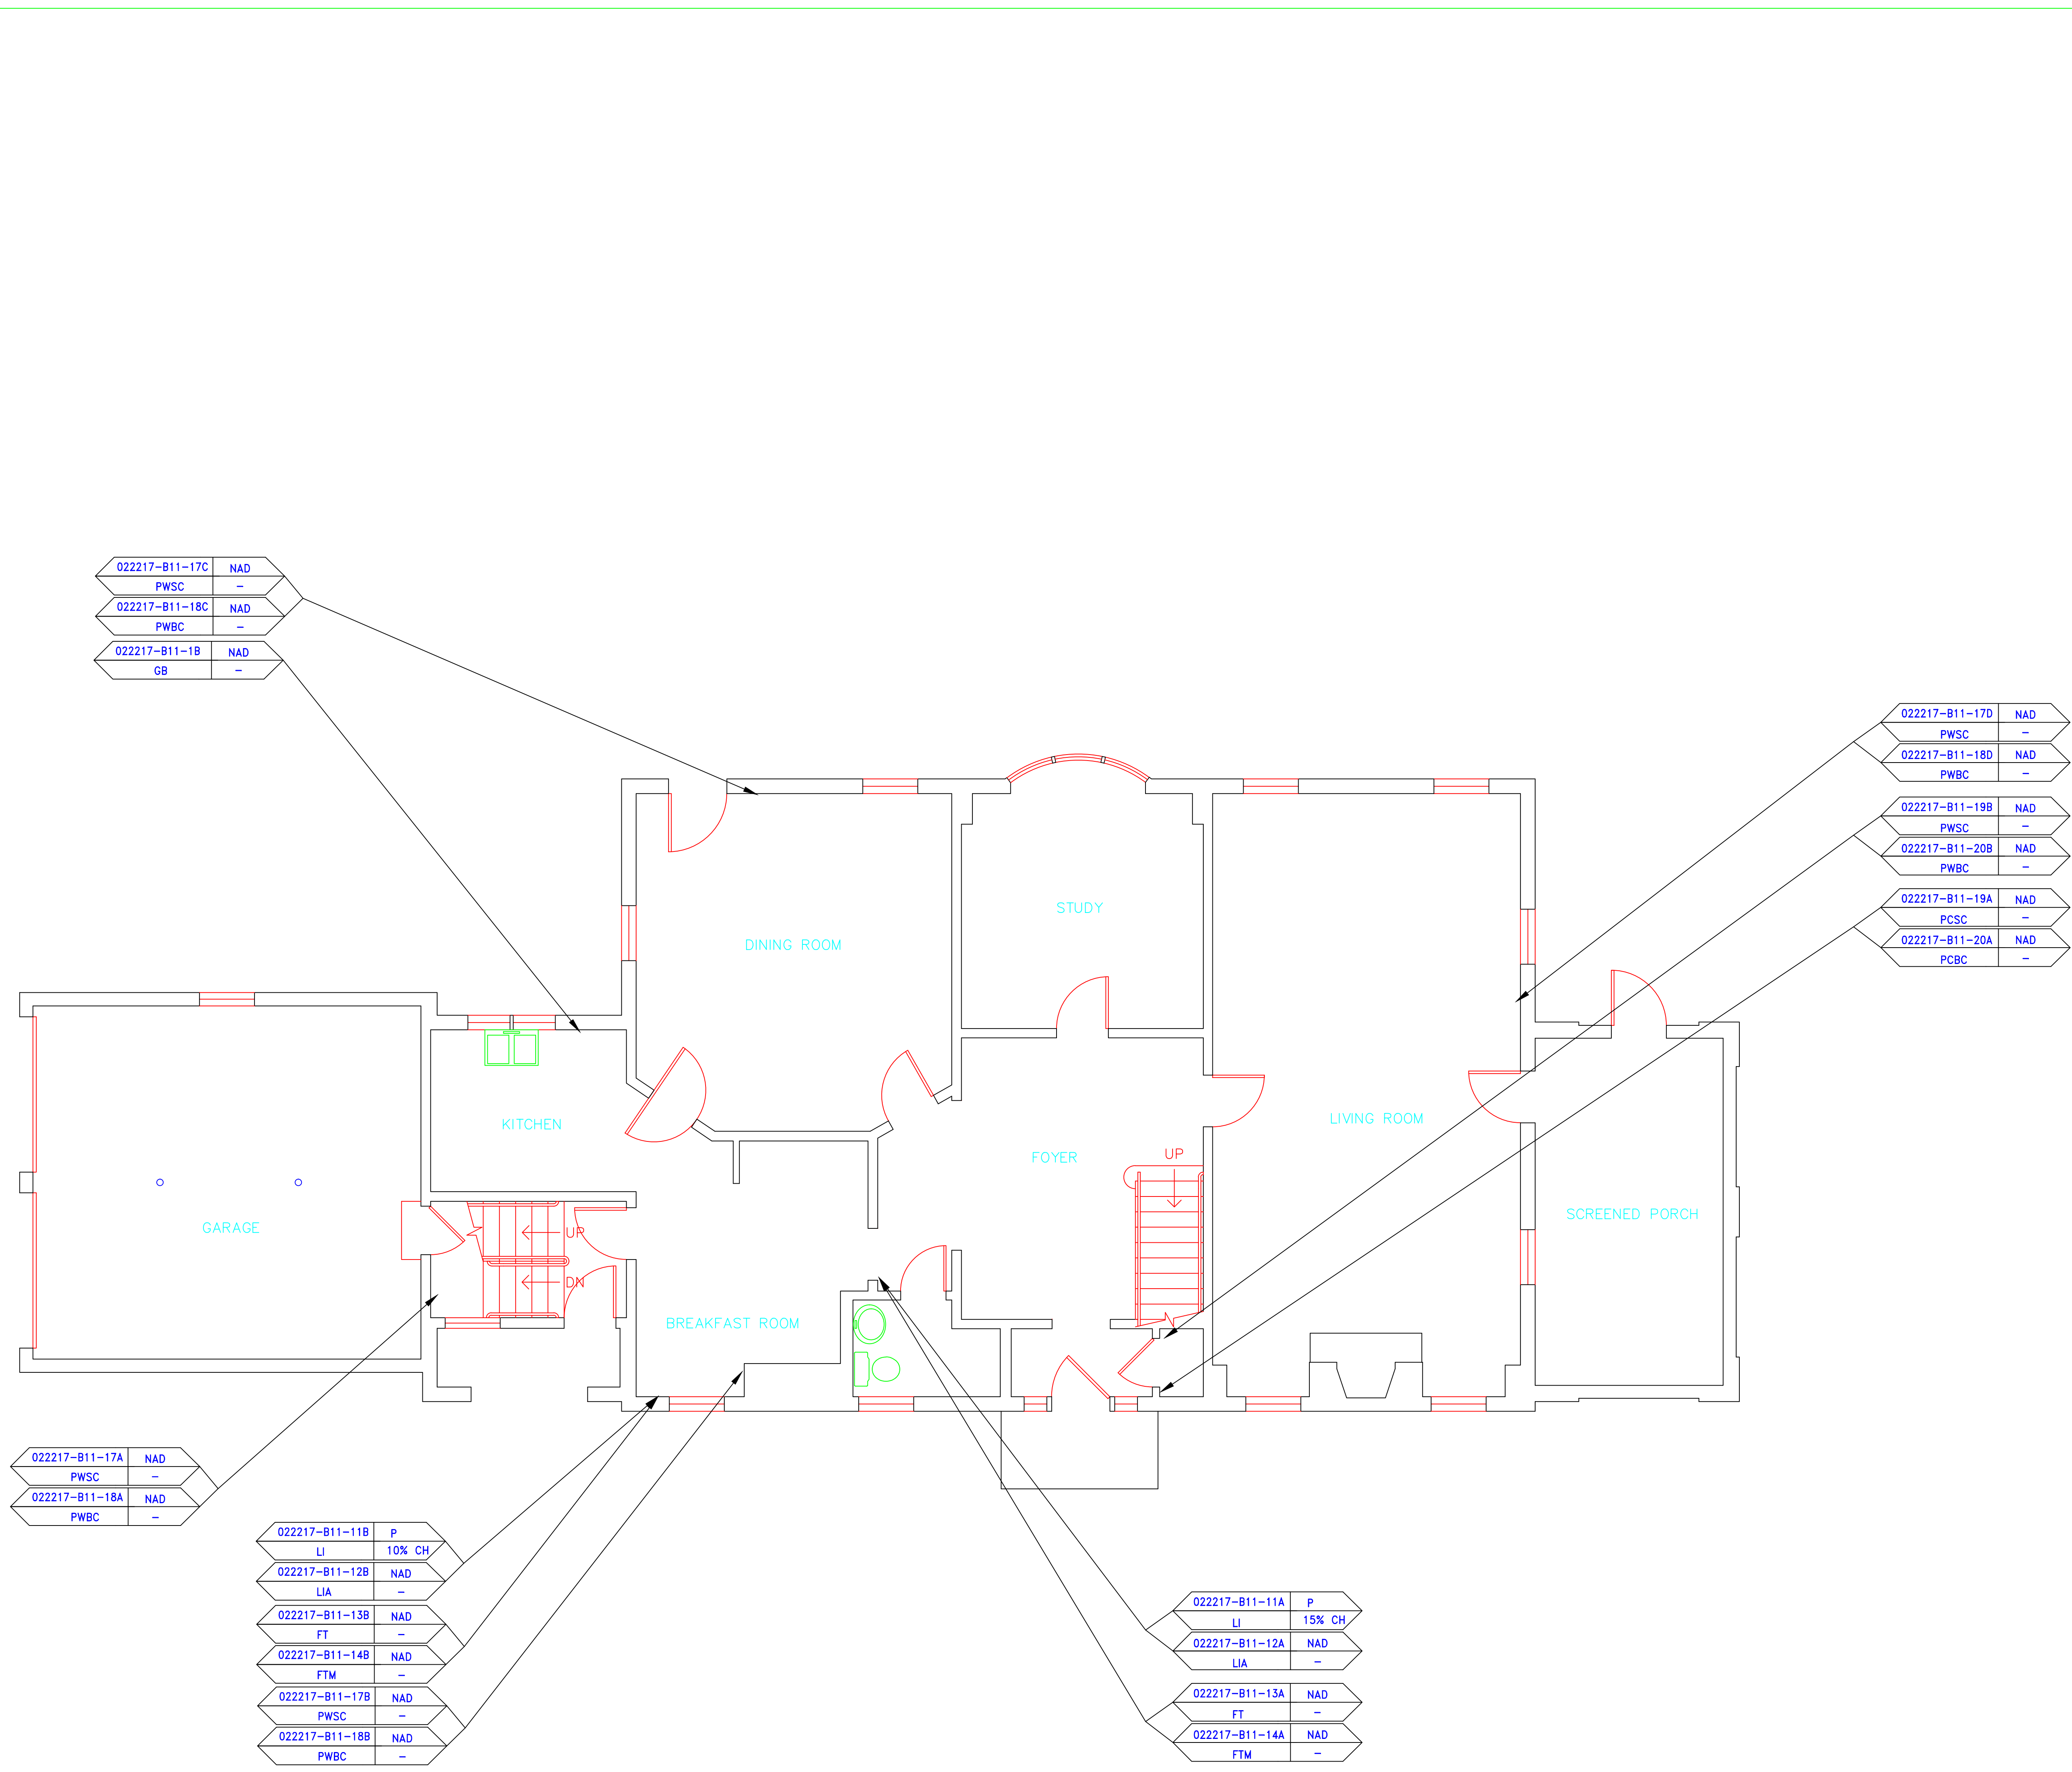 022217-B11-17C NAD
PWSC -
022217-B11-18C NAD
PWBC -
022217-B11-1B NAD
GB -
022217-B11-17D NAD
PWSC -
022217-B11-18D NAD
PWBC -
022217-B11-19B NAD
PWSC -
022217-B11-20B NAD
PWBC -
022217-B11-19A NAD
PCSC -
022217-B11-20A NAD
PCBC -
STUDY
DINING ROOM
KITCHEN
LIVING ROOM
FOYER
UP
SCREENED PORCH
GARAGE
UP
DN
BREAKFAST ROOM
022217-B11-17A NAD
PWSC -
022217-B11-18A NAD
PWBC -
022217-B11-11B P
LI 10% CH
022217-B11-12B NAD
LIA -
022217-B11-13B NAD
FT -
022217-B11-14B NAD
FTM -
022217-B11-17B NAD
PWSC -
022217-B11-18B NAD
PWBC -
022217-B11-11A P
LI 15% CH
022217-B11-12A NAD
LIA -
022217-B11-13A NAD
FT -
022217-B11-14A NAD
FTM -